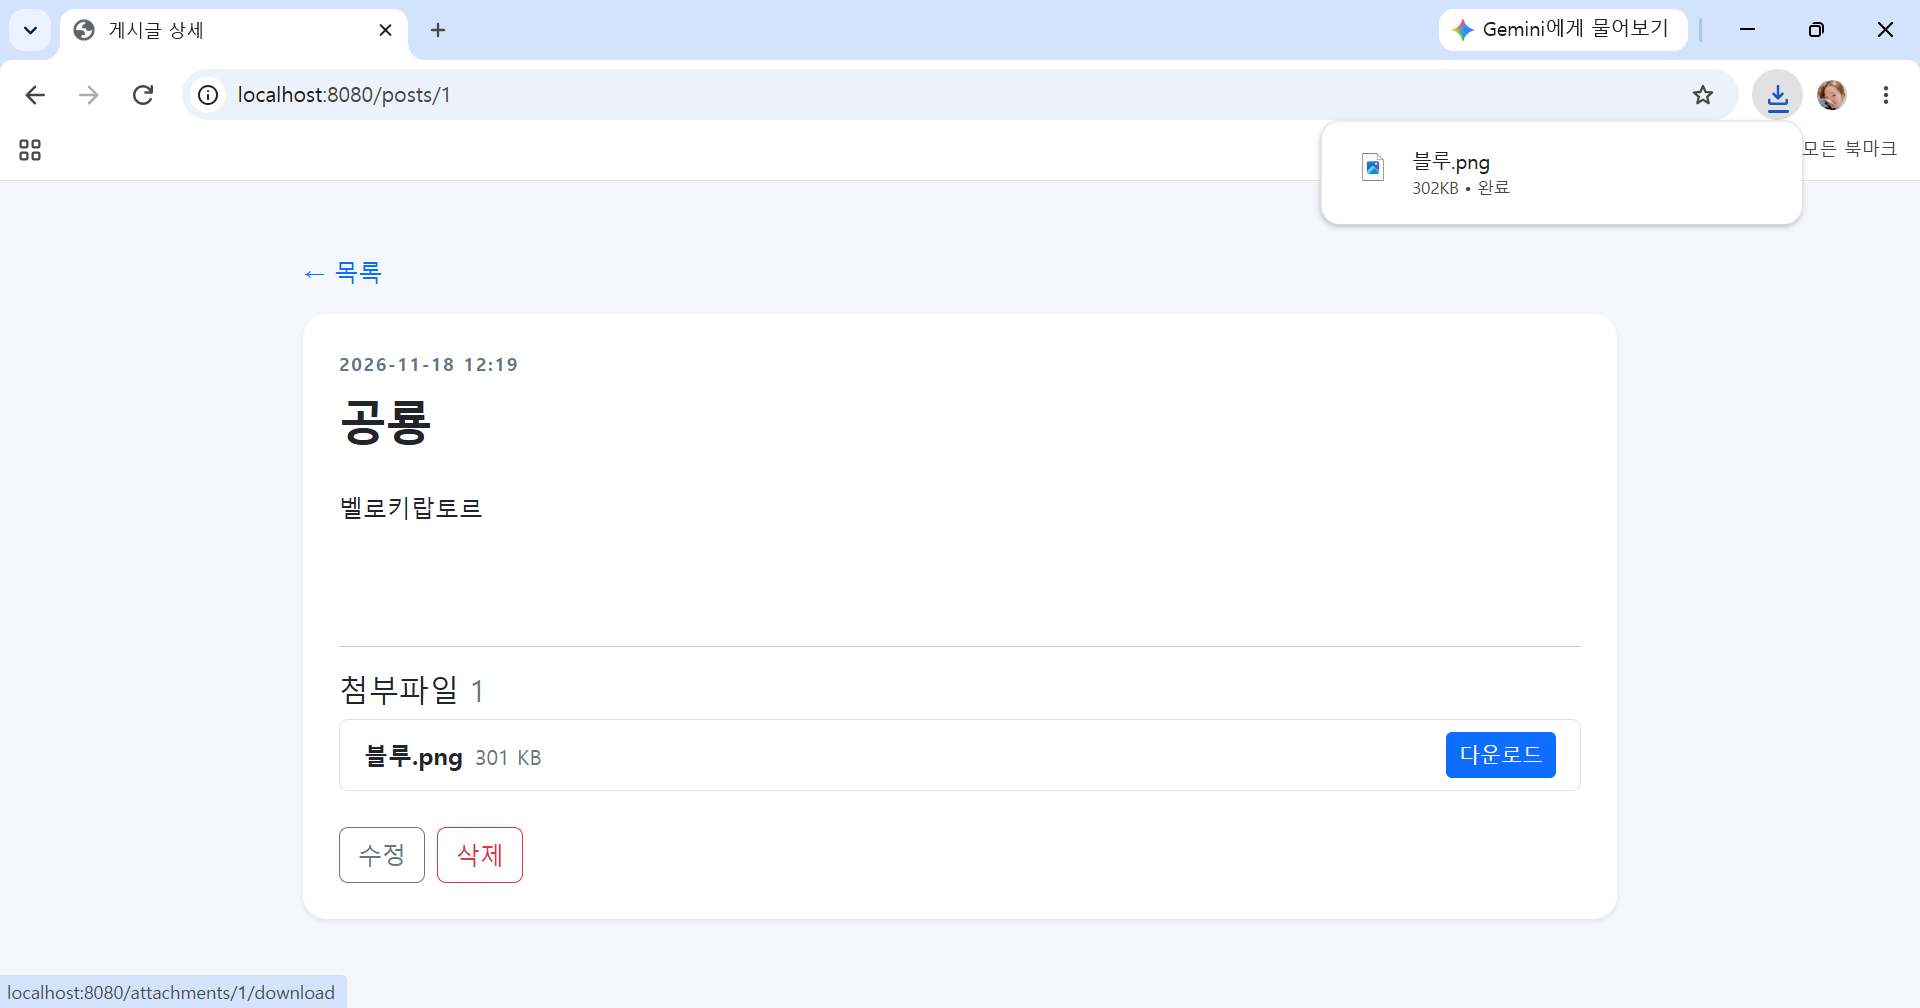 게시글 상세
Gemini에게 물어보기
localhost:8080/posts/1
모든 북마크
블루.png
302KB • 완료
← 목록
2026-11-18 12:19
공룡
벨로키랍토르
첨부파일 1
블루.png 301 KB
다운로드
수정 삭제
localhost:8080/attachments/1/download